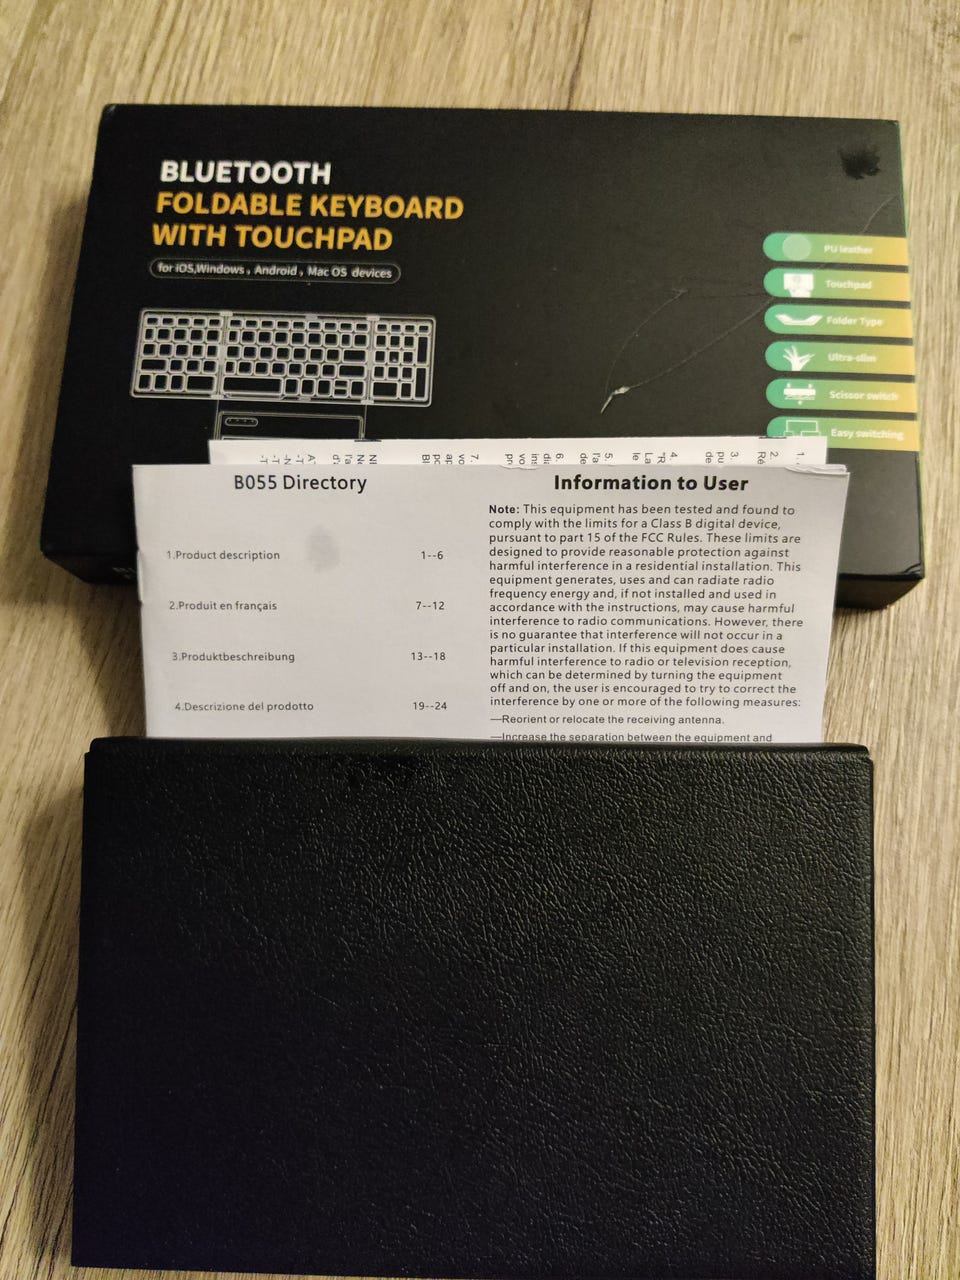 BLUETOOTH
FOLDABLE KEYBOARD
WITH TOUCHPAD
for iOS,Windows, Android, Mac OS devices
PU leather
Touchpad
Folder Type
Ultra-slim
Scissor switch
Easy switching
B055 Directory
1.Product description 1--6
2.Produit en français 7--12
3.Produktbeschreibung 13--18
4.Descrizione del prodotto 19--24
Information to User
Note: This equipment has been tested and found to
comply with the limits for a Class B digital device,
pursuant to part 15 of the FCC Rules. These limits are
designed to provide reasonable protection against
harmful interference in a residential installation. This
equipment generates, uses and can radiate radio
frequency energy and, if not installed and used in
accordance with the instructions, may cause harmful
interference to radio communications. However, there
is no guarantee that interference will not occur in a
particular installation. If this equipment does cause
harmful interference to radio or television reception,
which can be determined by turning the equipment
off and on, the user is encouraged to try to correct the
interference by one or more of the following measures:
—Reorient or relocate the receiving antenna.
—Increase the separation between the equipment and